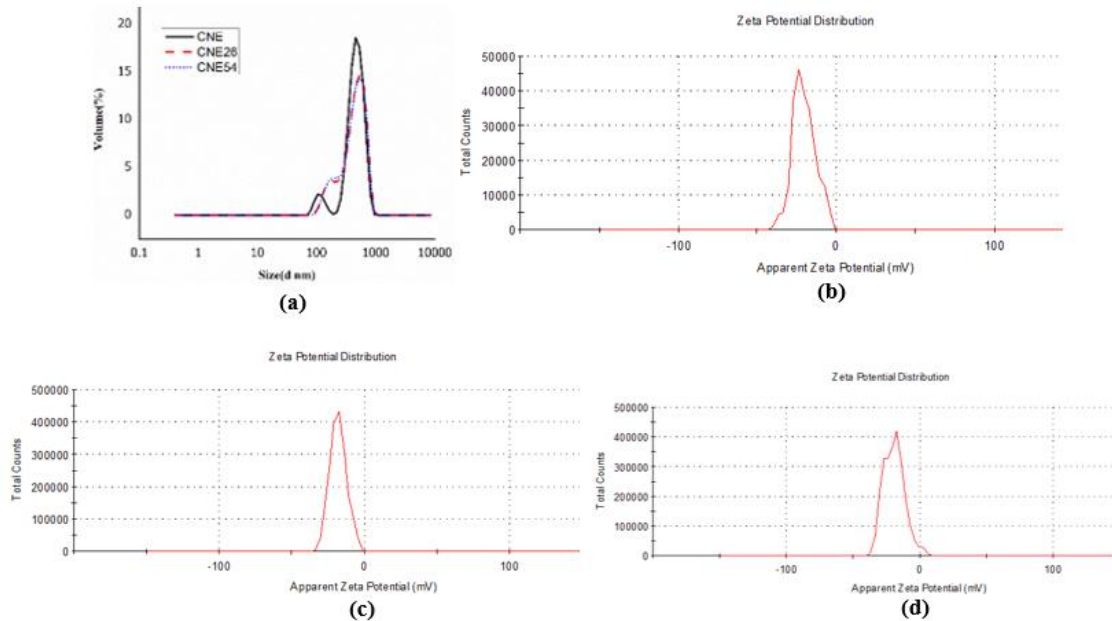 20
15
10
5
0
Volume(%)
CNE
CNE26
CNE54
0.1 1 10 100 1000 10000
Size(d nm)
(a)
Zeta Potential Distribution
50000
40000
30000
20000
10000
0
Total Counts
-100 0 100
Apparent Zeta Potential (mV)
(b)
Zeta Potential Distribution
500000
400000
300000
200000
100000
0
Total Counts
-100 0 100
Apparent Zeta Potential (mV)
(c)
Zeta Potential Distribution
500000
400000
300000
200000
100000
0
Total Counts
-100 0 100
Apparent Zeta Potential (mV)
(d)